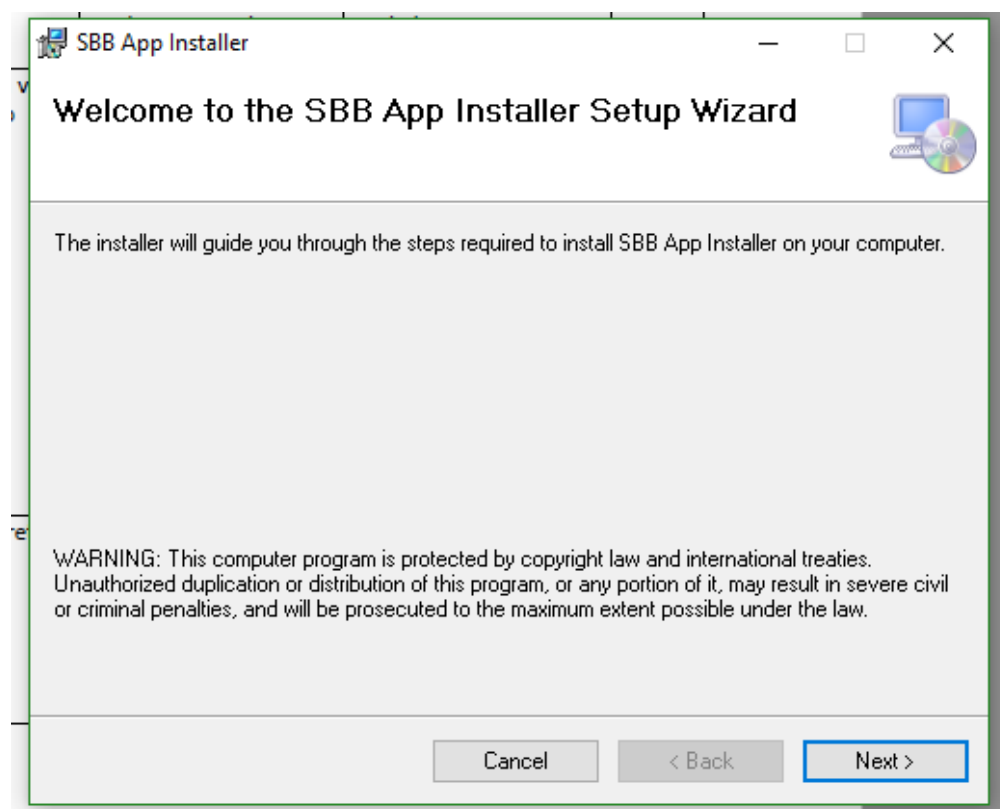 SBB App Installer
Welcome to the SBB App Installer Setup Wizard
The installer will guide you through the steps required to install SBB App Installer on your computer.
WARNING: This computer program is protected by copyright law and international treaties.
Unauthorized duplication or distribution of this program, or any portion of it, may result in severe civil
or criminal penalties, and will be prosecuted to the maximum extent possible under the law.
Cancel
< Back
Next >